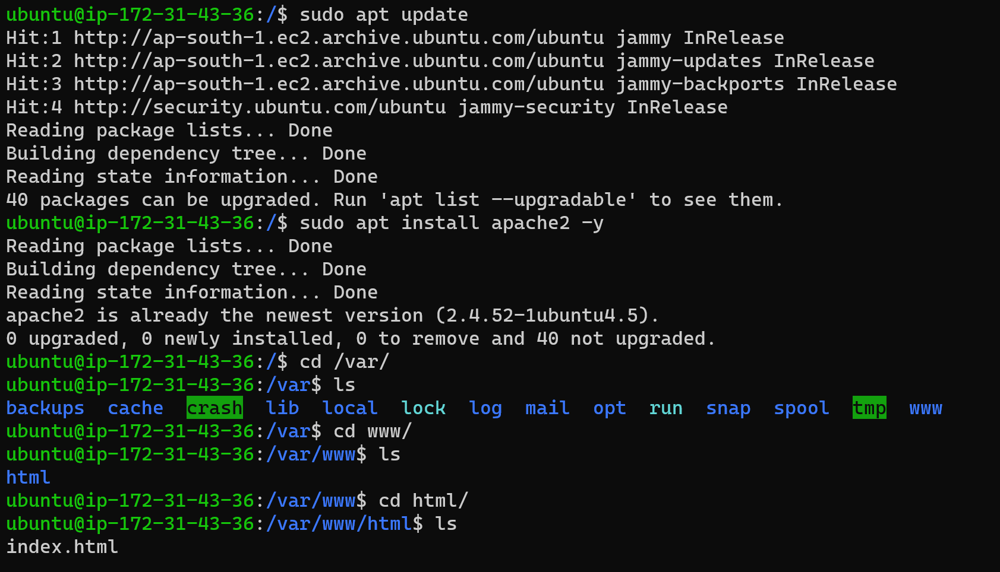 ubuntu@ip-172-31-43-36:/$ sudo apt update
Hit:1 http://ap-south-1.ec2.archive.ubuntu.com/ubuntu jammy InRelease
Hit:2 http://ap-south-1.ec2.archive.ubuntu.com/ubuntu jammy-updates InRelease
Hit:3 http://ap-south-1.ec2.archive.ubuntu.com/ubuntu jammy-backports InRelease
Hit:4 http://security.ubuntu.com/ubuntu jammy-security InRelease
Reading package lists... Done
Building dependency tree... Done
Reading state information... Done
40 packages can be upgraded. Run 'apt list --upgradable' to see them.
ubuntu@ip-172-31-43-36:/$ sudo apt install apache2 -y
Reading package lists... Done
Building dependency tree... Done
Reading state information... Done
apache2 is already the newest version (2.4.52-1ubuntu4.5).
0 upgraded, 0 newly installed, 0 to remove and 40 not upgraded.
ubuntu@ip-172-31-43-36:/$ cd /var/
ubuntu@ip-172-31-43-36:/var$ ls
backups  cache  crash  lib  local  lock  log  mail  opt  run  snap  spool  tmp  www
ubuntu@ip-172-31-43-36:/var$ cd www/
ubuntu@ip-172-31-43-36:/var/www$ ls
html
ubuntu@ip-172-31-43-36:/var/www$ cd html/
ubuntu@ip-172-31-43-36:/var/www/html$ ls
index.html